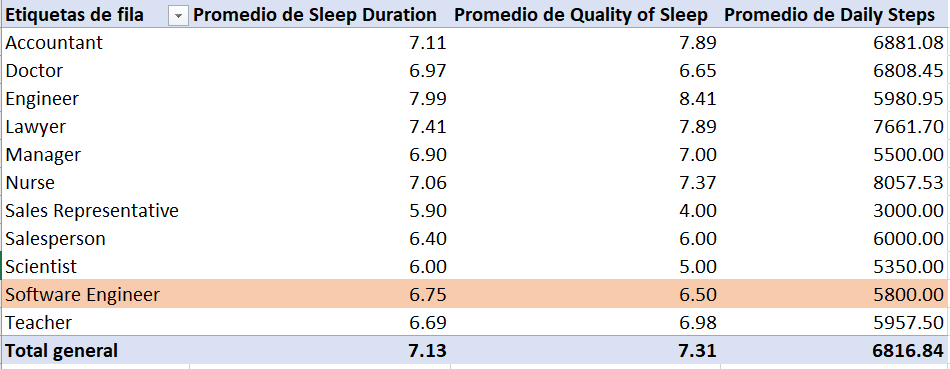 Etiquetas de fila Promedio de Sleep Duration Promedio de Quality of Sleep Promedio de Daily Steps
Accountant 7.11 7.89 6881.08
Doctor 6.97 6.65 6808.45
Engineer 7.99 8.41 5980.95
Lawyer 7.41 7.89 7661.70
Manager 6.90 7.00 5500.00
Nurse 7.06 7.37 8057.53
Sales Representative 5.90 4.00 3000.00
Salesperson 6.40 6.00 6000.00
Scientist 6.00 5.00 5350.00
Software Engineer 6.75 6.50 5800.00
Teacher 6.69 6.98 5957.50
Total general 7.13 7.31 6816.84